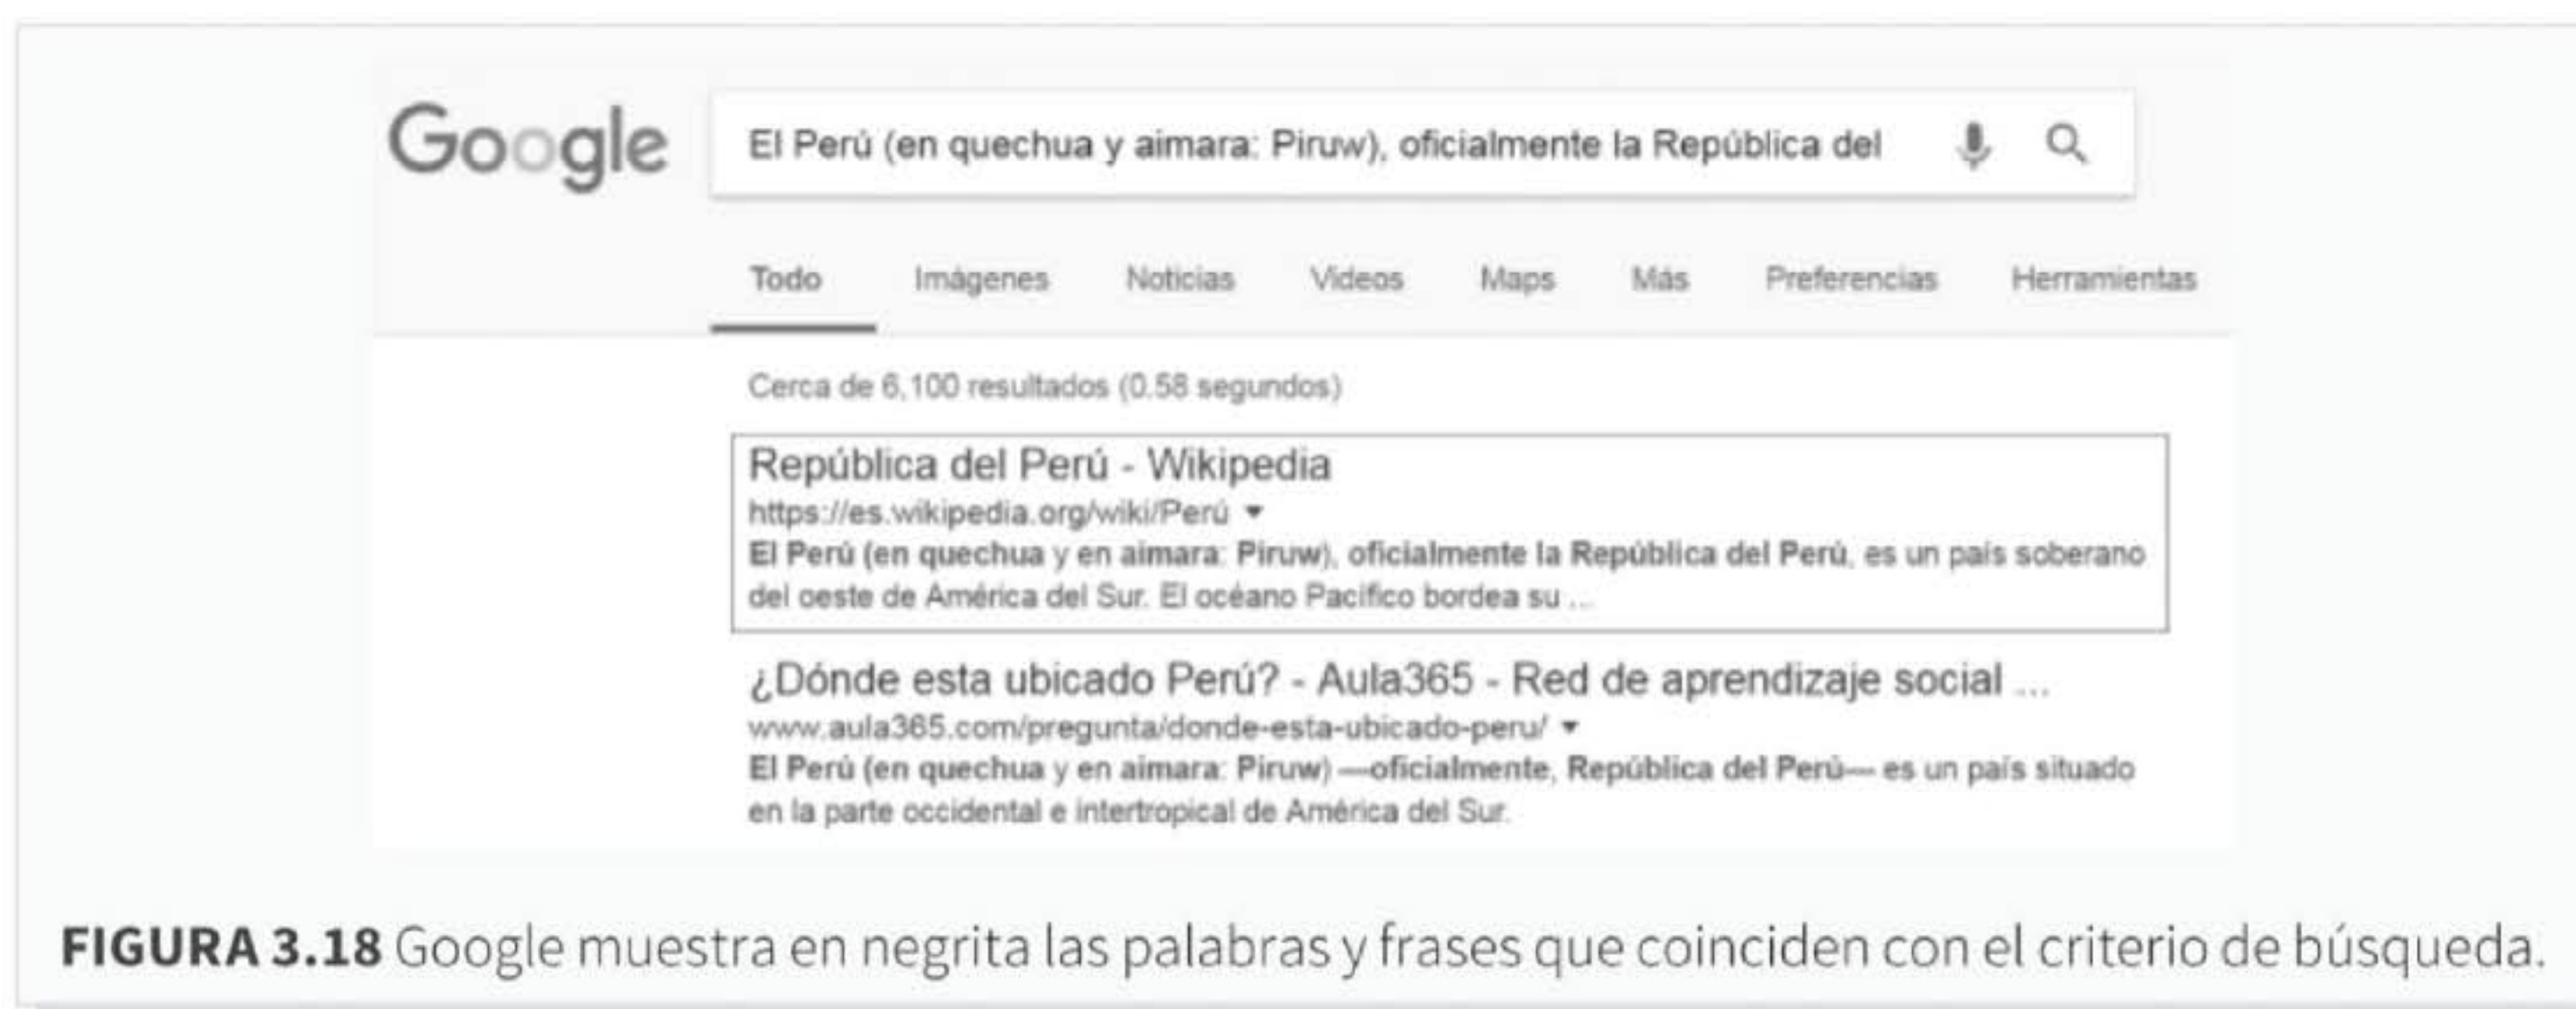 Google
El Perú (en quechua y aimara: Piruw), oficialmente la República del
Todo Imágenes Noticias Videos Maps Más Preferencias Herramientas
Cerca de 6,100 resultados (0.58 segundos)
República del Perú - Wikipedia
https://es.wikipedia.org/wiki/Perú
El Perú (en quechua y en aimara: Piruw), oficialmente la República del Perú, es un país soberano
del oeste de América del Sur. El océano Pacífico bordea su ...
¿Dónde esta ubicado Perú? - Aula365 - Red de aprendizaje social ...
www.aula365.com/pregunta/donde-esta-ubicado-peru/
El Perú (en quechua y en aimara: Piruw) —oficialmente, República del Perú— es un país situado
en la parte occidental e intertropical de América del Sur.
FIGURA 3.18 Google muestra en negrita las palabras y frases que coinciden con el criterio de búsqueda.